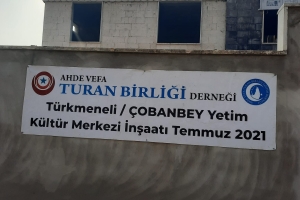 AHDE VEFA
TURAN BİRLİĞİ DERNEĞİ
Türkmeneli / ÇOBANBEY Yetim
Kültür Merkezi İnşaatı Temmuz 2021